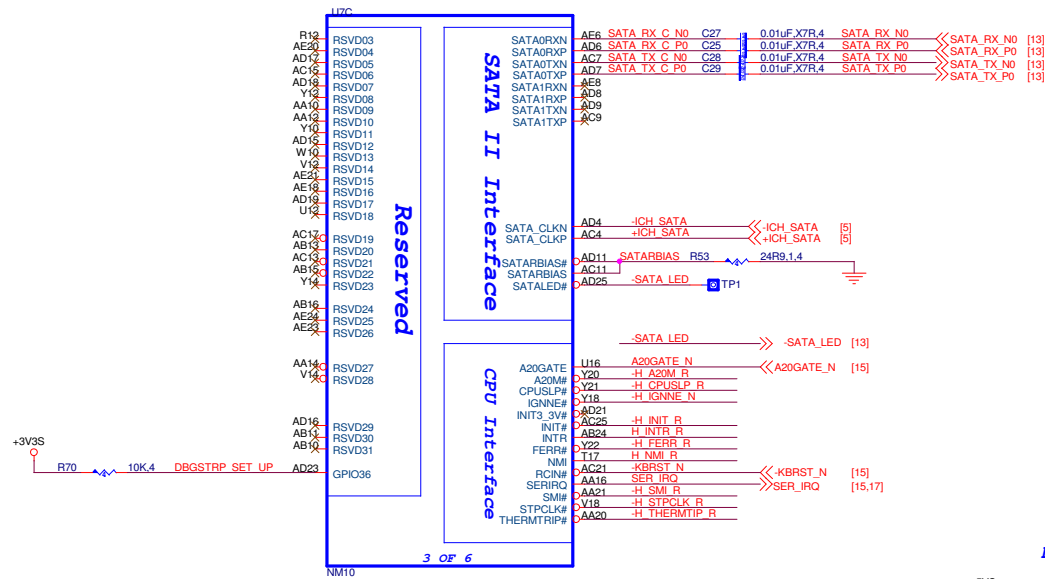 U7C
R12 RSVD03
AE20 RSVD04
AD17 RSVD05
AC15 RSVD06
AD18 RSVD07
Y12 RSVD08
AA10 RSVD09
AA12 RSVD10
Y10 RSVD11
AD15 RSVD12
W10 RSVD13
V12 RSVD14
AE21 RSVD15
AE18 RSVD16
AD19 RSVD17
U12 RSVD18
AC17 RSVD19
AB13 RSVD20
AC13 RSVD21
AB15 RSVD22
Y14 RSVD23
AB16 RSVD24
AE24 RSVD25
AE23 RSVD26
AA14 RSVD27
V14 RSVD28
AD16 RSVD29
AB11 RSVD30
AB10 RSVD31
+3V3S
R70 10K,4 DBGSTRP_SET_UP AD23 GPIO36
Reserved
SATA II Interface
SATA0RXN AE6 SATA_RX_C_N0 C27 0.01uF,X7R,4 SATA_RX_N0 SATA_RX_N0 [13]
SATA0RXP AD6 SATA_RX_C_P0 C25 0.01uF,X7R,4 SATA_RX_P0 SATA_RX_P0 [13]
SATA0TXN AC7 SATA_TX_C_N0 C28 0.01uF,X7R,4 SATA_TX_N0 SATA_TX_N0 [13]
SATA0TXP AD7 SATA_TX_C_P0 C29 0.01uF,X7R,4 SATA_TX_P0 SATA_TX_P0 [13]
SATA1RXN AE8
SATA1RXP AD8
SATA1TXN AD9
SATA1TXP AC9
SATA_CLKN AD4 -ICH_SATA -ICH_SATA [5]
SATA_CLKP AC4 +ICH_SATA +ICH_SATA [5]
SATARBIAS# AD11 SATARBIAS R53 24R9,1,4
SATARBIAS AC11
SATALED# AD25 -SATA_LED TP1
-SATA_LED -SATA_LED [13]
CPU Interface
A20GATE U16 A20GATE_N A20GATE_N [15]
A20M# Y20 -H_A20M_R
CPUSLP# Y21 -H_CPUSLP_R
IGNNE# Y18 -H_IGNNE_N
INIT3_3V# AD21
INIT# AC25 -H_INIT_R
INTR AB24 H_INTR_R
FERR# Y22 -H_FERR_R
NMI T17 H_NMI_R
RCIN# AC21 -KBRST_N -KBRST_N [15]
SERIRQ AA16 SER_IRQ SER_IRQ [15,17]
SMI# AA21 -H_SMI_R
STPCLK# V18 -H_STPCLK_R
THERMTRIP# AA20 -H_THERMTIP_R
3 OF 6
NM10